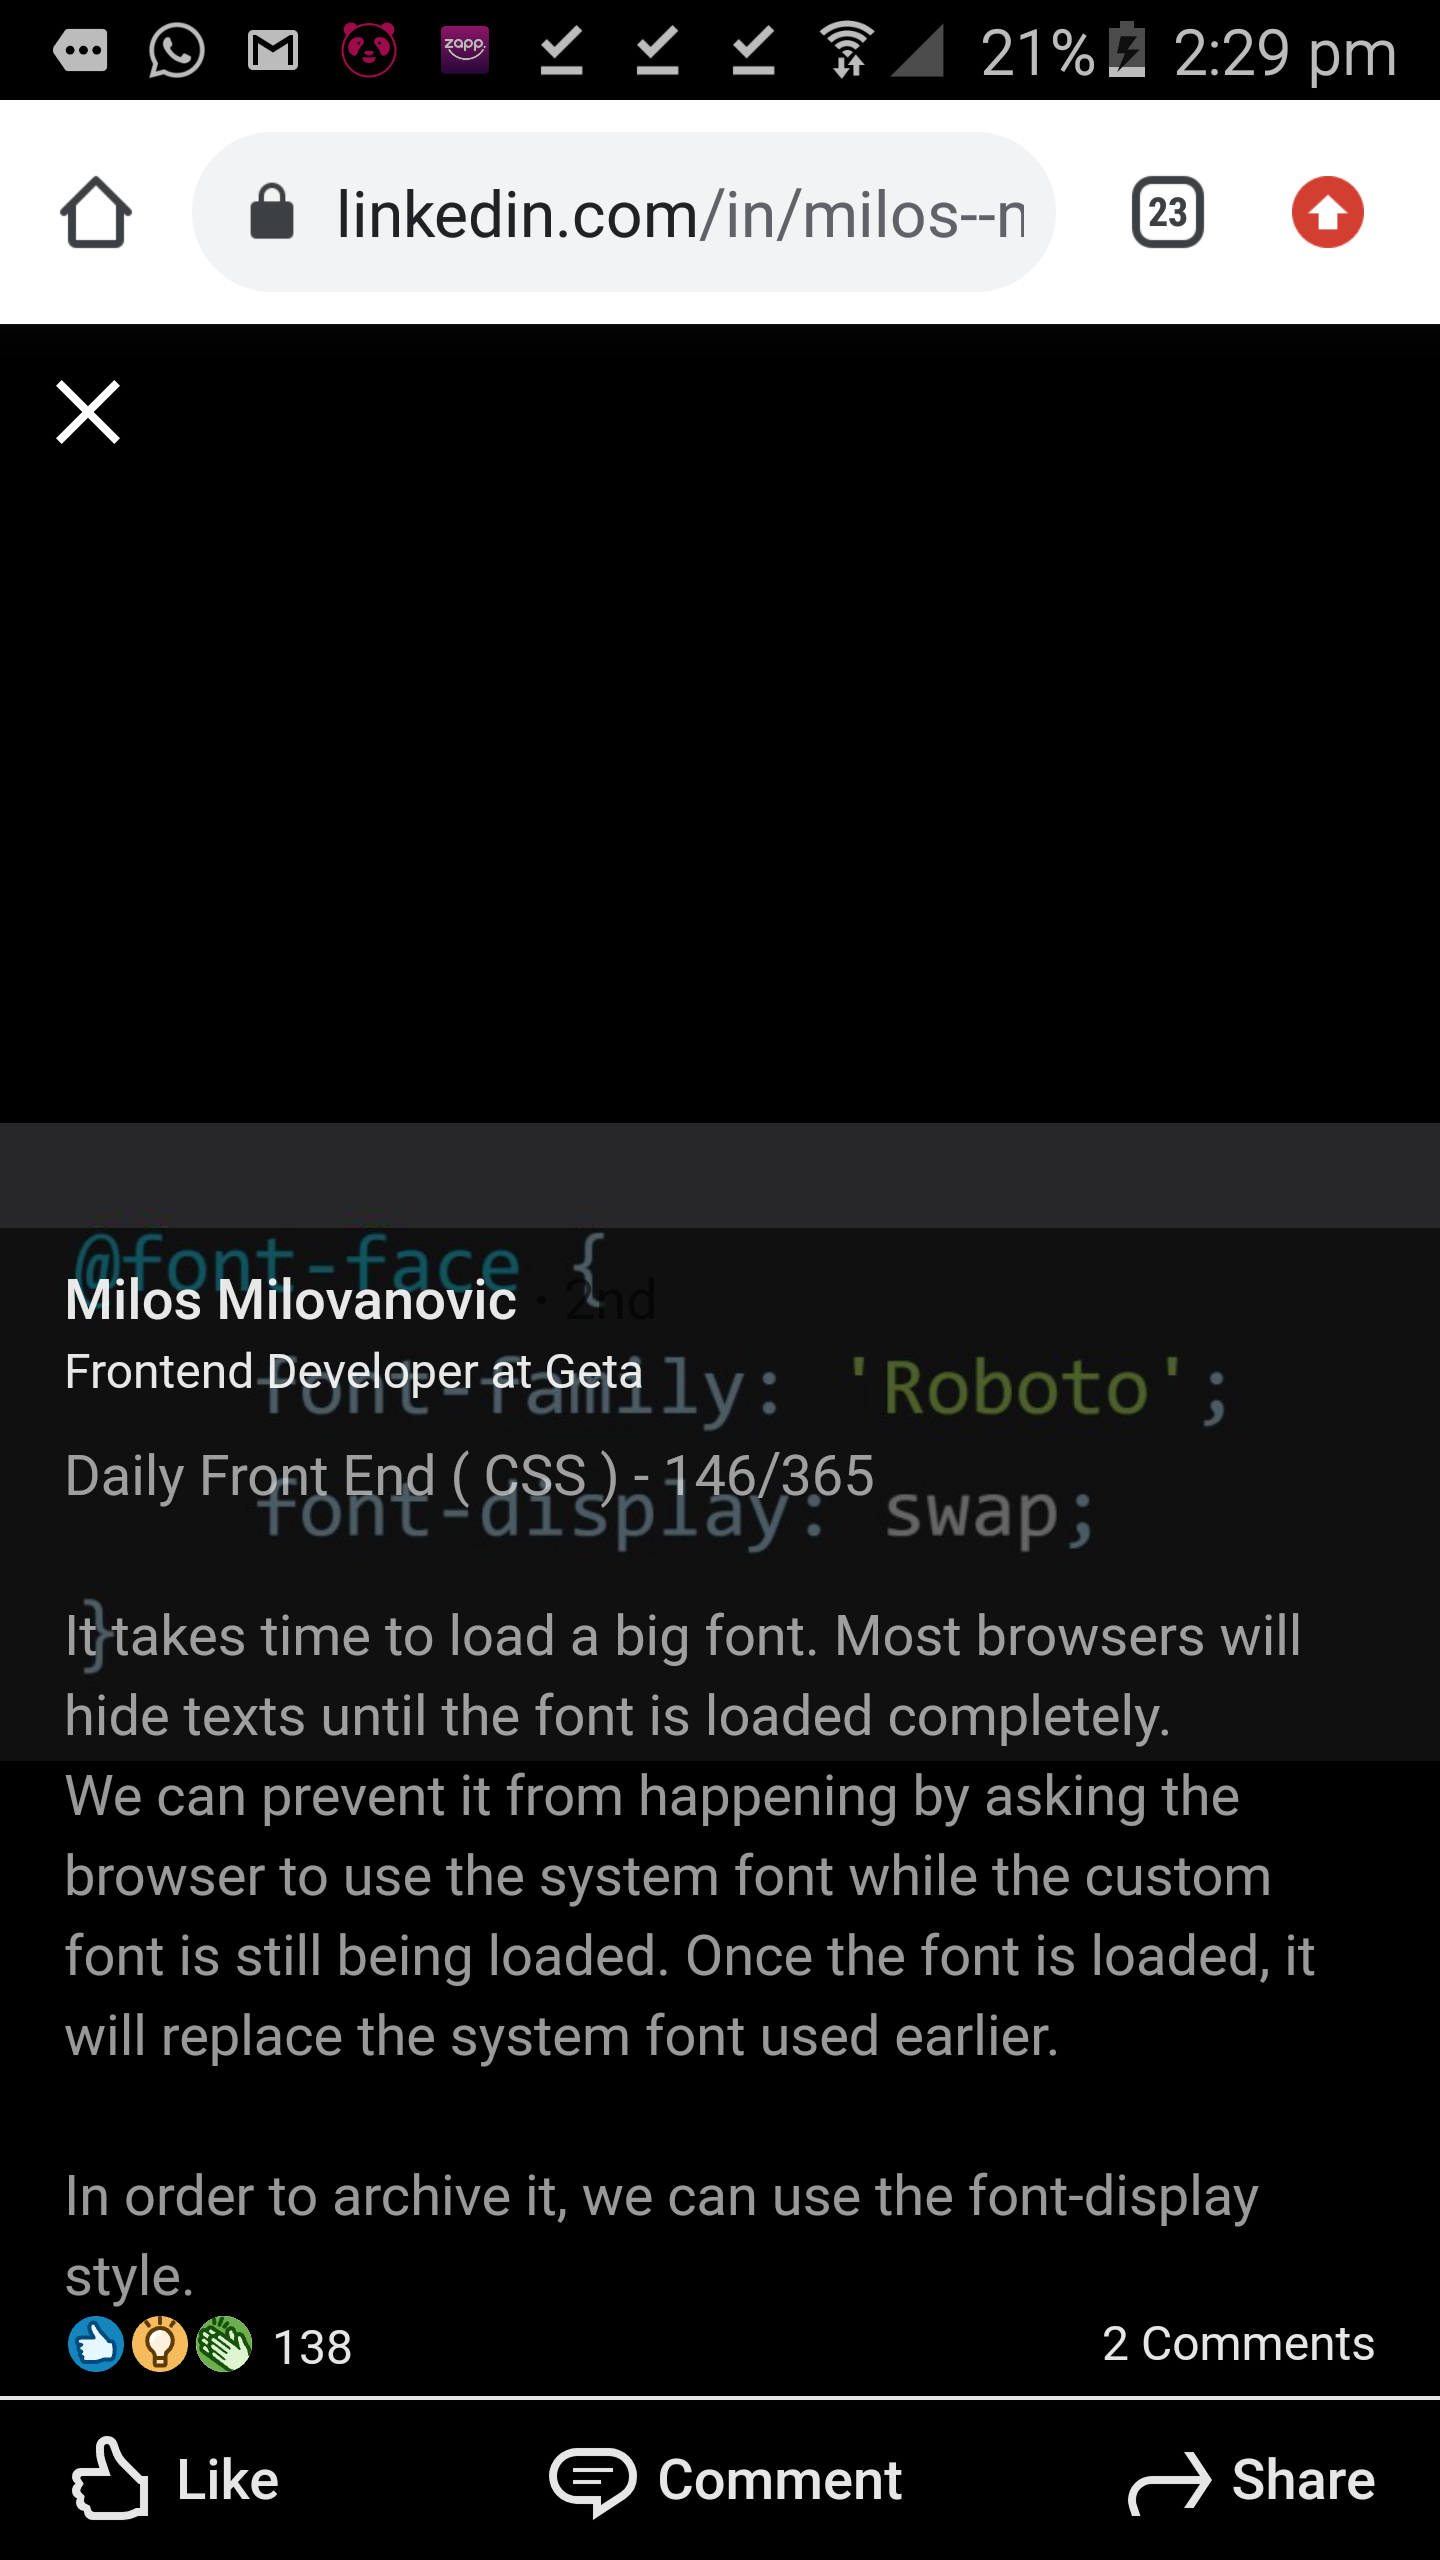 zapp.
21% 2:29 pm
linkedin.com/in/milos--n
23
@font-face {
Milos Milovanovic · 2nd
font-family: 'Roboto';
Frontend Developer at Geta
Daily Front End ( CSS ) - 146/365
font-display: swap;
}
It takes time to load a big font. Most browsers will
hide texts until the font is loaded completely.
We can prevent it from happening by asking the
browser to use the system font while the custom
font is still being loaded. Once the font is loaded, it
will replace the system font used earlier.
In order to archive it, we can use the font-display
style.
138
2 Comments
Like Comment Share